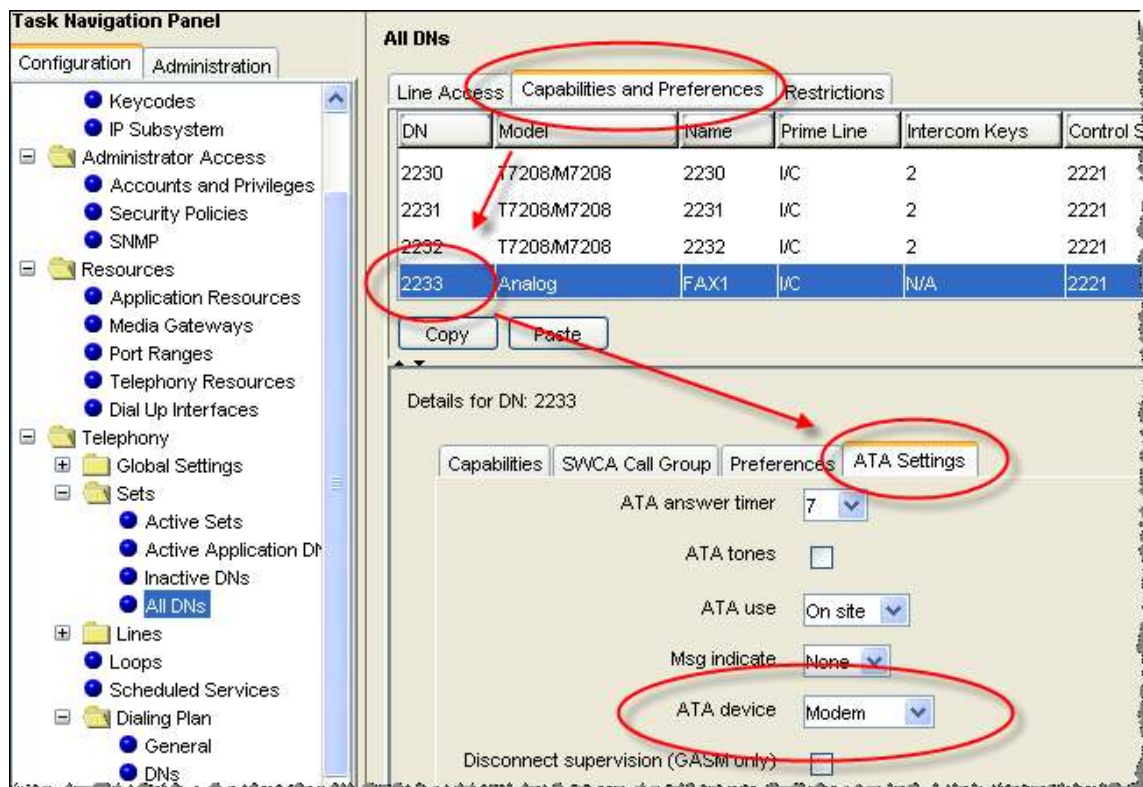 Task Navigation Panel
Configuration Administration
Keycodes
IP Subsystem
Administrator Access
Accounts and Privileges
Security Policies
SNMP
Resources
Application Resources
Media Gateways
Port Ranges
Telephony Resources
Dial Up Interfaces
Telephony
Global Settings
Sets
Active Sets
Active Application
Inactive DNs
All DNs
Lines
Loops
Scheduled Services
Dialing Plan
General
DNs
All DNs
Line Access Capabilities and Preferences Restrictions
DN Model Name Prime Line Intercom Keys Control
2230 T7208/M7208 2230 I/C 2 2221
2231 T7208/M7208 2231 I/C 2 2221
2232 T7208/M7208 2232 I/C 2 2221
2233 Analog FAX1 I/C N/A 2221
Copy Paste
Details for DN: 2233
Capabilities SWCA Call Group Preferences ATA Settings
ATA answer timer 7
ATA tones
ATA use On site
Msg indicate None
ATA device Modem
Disconnect supervision (GASM only)